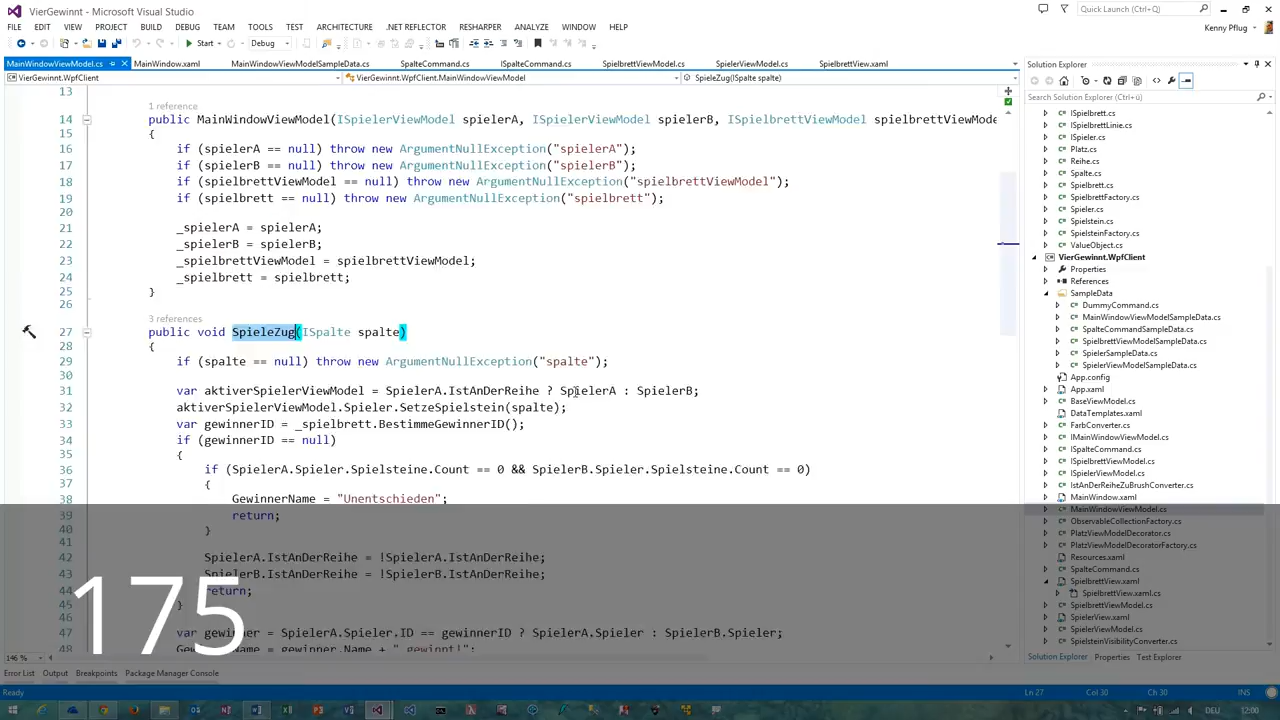 VierGewinnt - Microsoft Visual Studio
Quick Launch (Ctrl+Q)
FILE EDIT VIEW PROJECT BUILD DEBUG TEAM TOOLS TEST ARCHITECTURE .NET REFLECTOR RESHARPER ANALYZE WINDOW HELP
Kenny Pflug
Start Debug
MainWindowViewModel.cs MainWindow.xaml MainWindowViewModelSampleData.cs SpalteCommand.cs ISpalteCommand.cs SpielbrettViewModel.cs SpielerViewModel.cs SpielbrettView.xaml
VierGewinnt.WpfClient VierGewinnt.WpfClient.MainWindowViewModel SpieleZug(ISpalte spalte)
13
1 reference
14 public MainWindowViewModel(ISpielerViewModel spielerA, ISpielerViewModel spielerB, ISpielbrettViewModel spielbrettViewMode
15 {
16 if (spielerA == null) throw new ArgumentNullException("spielerA");
17 if (spielerB == null) throw new ArgumentNullException("spielerB");
18 if (spielbrettViewModel == null) throw new ArgumentNullException("spielbrettViewModel");
19 if (spielbrett == null) throw new ArgumentNullException("spielbrett");
20
21 _spielerA = spielerA;
22 _spielerB = spielerB;
23 _spielbrettViewModel = spielbrettViewModel;
24 _spielbrett = spielbrett;
25 }
26
3 references
27 public void SpieleZug(ISpalte spalte)
28 {
29 if (spalte == null) throw new ArgumentNullException("spalte");
30
31 var aktiverSpielerViewModel = SpielerA.IstAnDerReihe ? SpielerA : SpielerB;
32 aktiverSpielerViewModel.Spieler.SetzeSpielstein(spalte);
33 var gewinnerID = _spielbrett.BestimmeGewinnerID();
34 if (gewinnerID == null)
35 {
36 if (SpielerA.Spieler.Spielsteine.Count == 0 && SpielerB.Spieler.Spielsteine.Count == 0)
37 {
38 GewinnerName = "Unentschieden";
39 return;
40 }
41
42 SpielerA.IstAnDerReihe = !SpielerA.IstAnDerReihe;
43 SpielerB.IstAnDerReihe = !SpielerB.IstAnDerReihe;
44 return;
45 }
46
47 var gewinner = SpielerA.Spieler.ID == gewinnerID ? SpielerA.Spieler : SpielerB.Spieler;
48 GewinnerName = gewinner.Name + " gewinnt!";
175
146 %
Error List Output Breakpoints Package Manager Console
Solution Explorer
Search Solution Explorer (Ctrl+ü)
ISpielbrett.cs
ISpielbrettLinie.cs
ISpieler.cs
Platz.cs
Reihe.cs
Spalte.cs
Spielbrett.cs
SpielbrettFactory.cs
Spieler.cs
Spielstein.cs
SpielsteinFactory.cs
ValueObject.cs
VierGewinnt.WpfClient
Properties
References
SampleData
DummyCommand.cs
MainWindowViewModelSampleData.cs
SpalteCommandSampleData.cs
SpielbrettViewModelSampleData.cs
SpielerSampleData.cs
SpielerViewModelSampleData.cs
App.config
App.xaml
BaseViewModel.cs
DataTemplates.xaml
FarbConverter.cs
IMainWindowViewModel.cs
ISpalteCommand.cs
ISpielbrettViewModel.cs
ISpielerViewModel.cs
IstAnDerReiheZuBrushConverter.cs
MainWindow.xaml
MainWindowViewModel.cs
ObservableCollectionFactory.cs
PlatzViewModelDecorator.cs
PlatzViewModelDecoratorFactory.cs
Resources.xaml
SpalteCommand.cs
SpielbrettView.xaml
SpielbrettView.xaml.cs
SpielbrettViewModel.cs
SpielerView.xaml
SpielerViewModel.cs
SpielsteinVisibilityConverter.cs
Solution Explorer Properties Test Explorer
Ready Ln 27 Col 30 Ch 30 INS
DEU 12:00